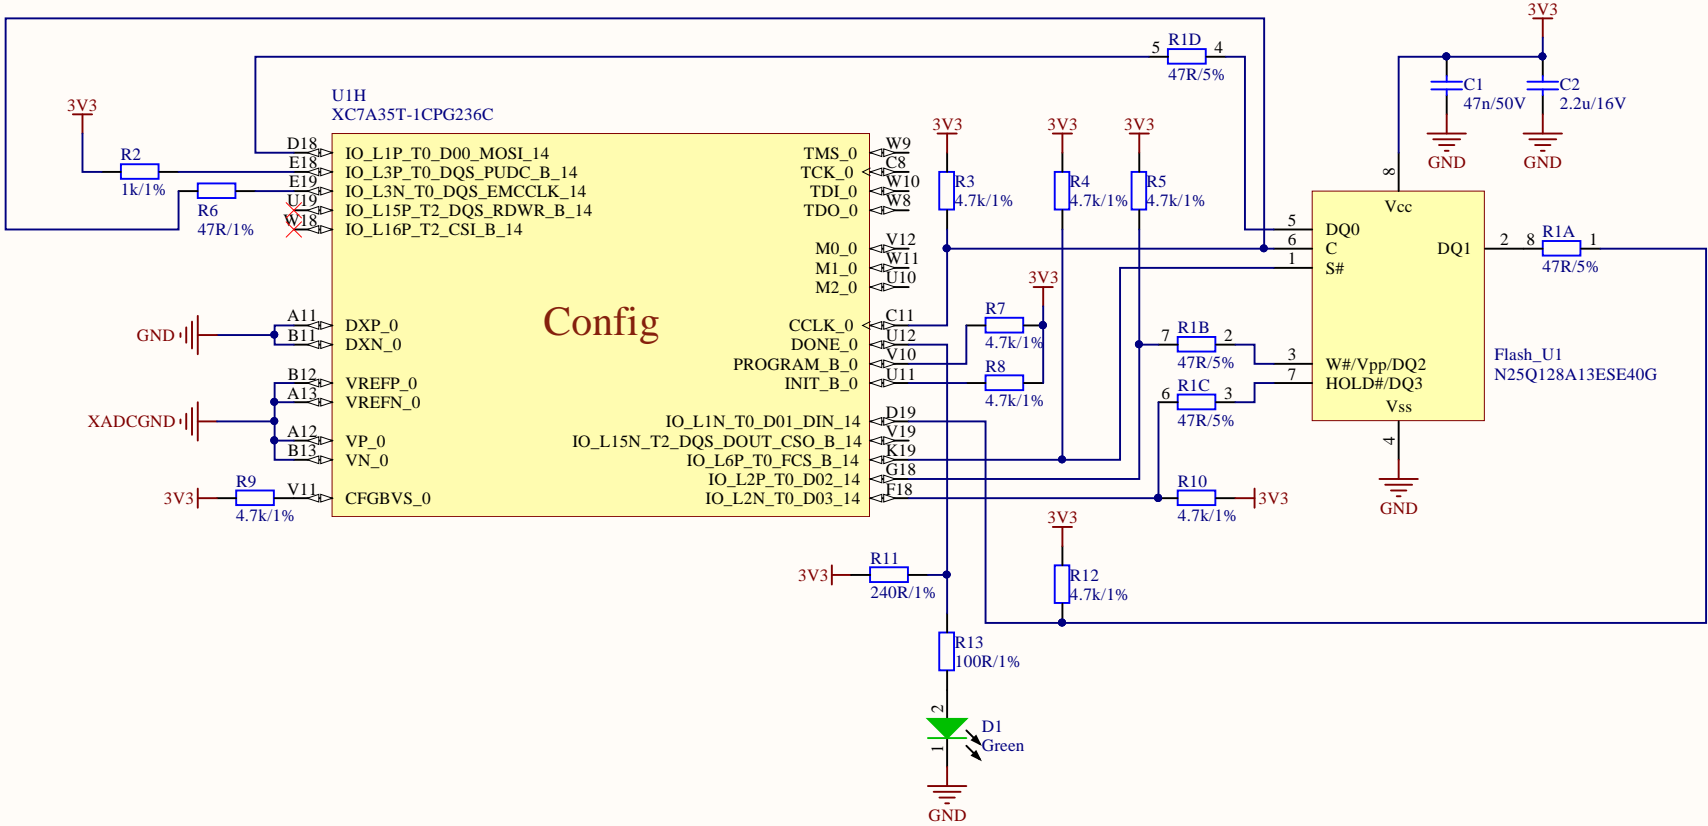 3V3
R1D
5
4
47R/5%
3V3
C1
47n/50V
C2
2.2u/16V
GND
GND
U1H
XC7A35T-1CPG236C
3V3
R2
1k/1%
R6
47R/1%
D18
IO_L1P_T0_D00_MOSI_14
E18
IO_L3P_T0_DQS_PUDC_B_14
E19
IO_L3N_T0_DQS_EMCCLK_14
U19
IO_L15P_T2_DQS_RDWR_B_14
W18
IO_L16P_T2_CSI_B_14
GND
A11
DXP_0
B11
DXN_0
XADCGND
B12
VREFP_0
A13
VREFN_0
A12
VP_0
B13
VN_0
3V3
R9
4.7k/1%
V11
CFGBVS_0
Config
TMS_0
W9
TCK_0
C8
TDI_0
W10
TDO_0
W8
M0_0
V12
M1_0
W11
M2_0
U10
CCLK_0
C11
DONE_0
U12
PROGRAM_B_0
V10
INIT_B_0
U11
IO_L1N_T0_D01_DIN_14
D19
IO_L15N_T2_DQS_DOUT_CSO_B_14
V19
IO_L6P_T0_FCS_B_14
K19
IO_L2P_T0_D02_14
G18
IO_L2N_T0_D03_14
F18
3V3
R3
4.7k/1%
3V3
R4
4.7k/1%
3V3
R5
4.7k/1%
3V3
R7
4.7k/1%
R8
4.7k/1%
7
R1B
2
47R/5%
6
R1C
3
47R/5%
R10
4.7k/1%
3V3
8
Vcc
5
DQ0
6
C
1
S#
3
W#/Vpp/DQ2
7
HOLD#/DQ3
Vss
4
GND
DQ1
2
8
R1A
1
47R/5%
Flash_U1
N25Q128A13ESE40G
3V3
R11
240R/1%
3V3
R12
4.7k/1%
R13
100R/1%
2
D1
Green
1
GND